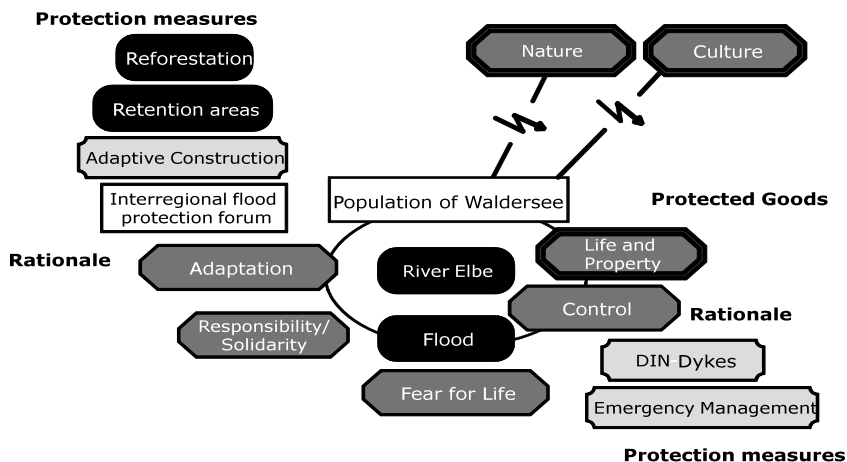 Protection measures
Reforestation
Retention areas
Adaptive Construction
Interregional flood
protection forum
Nature
Culture
Population of Waldersee
Protected Goods
Life and
Property
Rationale
Adaptation
River Elbe
Control
Rationale
Responsibility/
Solidarity
Flood
DIN-Dykes
Fear for Life
Emergency Management
Protection measures